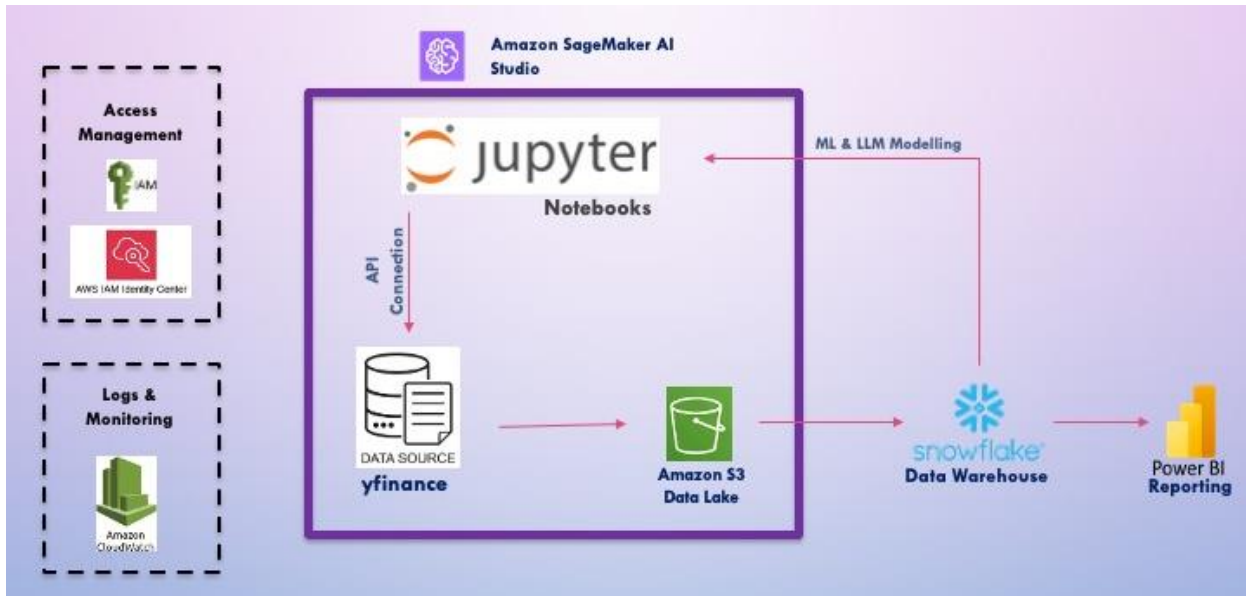 Amazon SageMaker AI
Studio
Access
Management
IAM
AWS IAM Identity Center
Logs &
Monitoring
Amazon
CloudWatch
jupyter
Notebooks
API
Connection
DATA SOURCE
yfinance
Amazon S3
Data Lake
ML & LLM Modelling
snowflake®
Data Warehouse
Power BI
Reporting